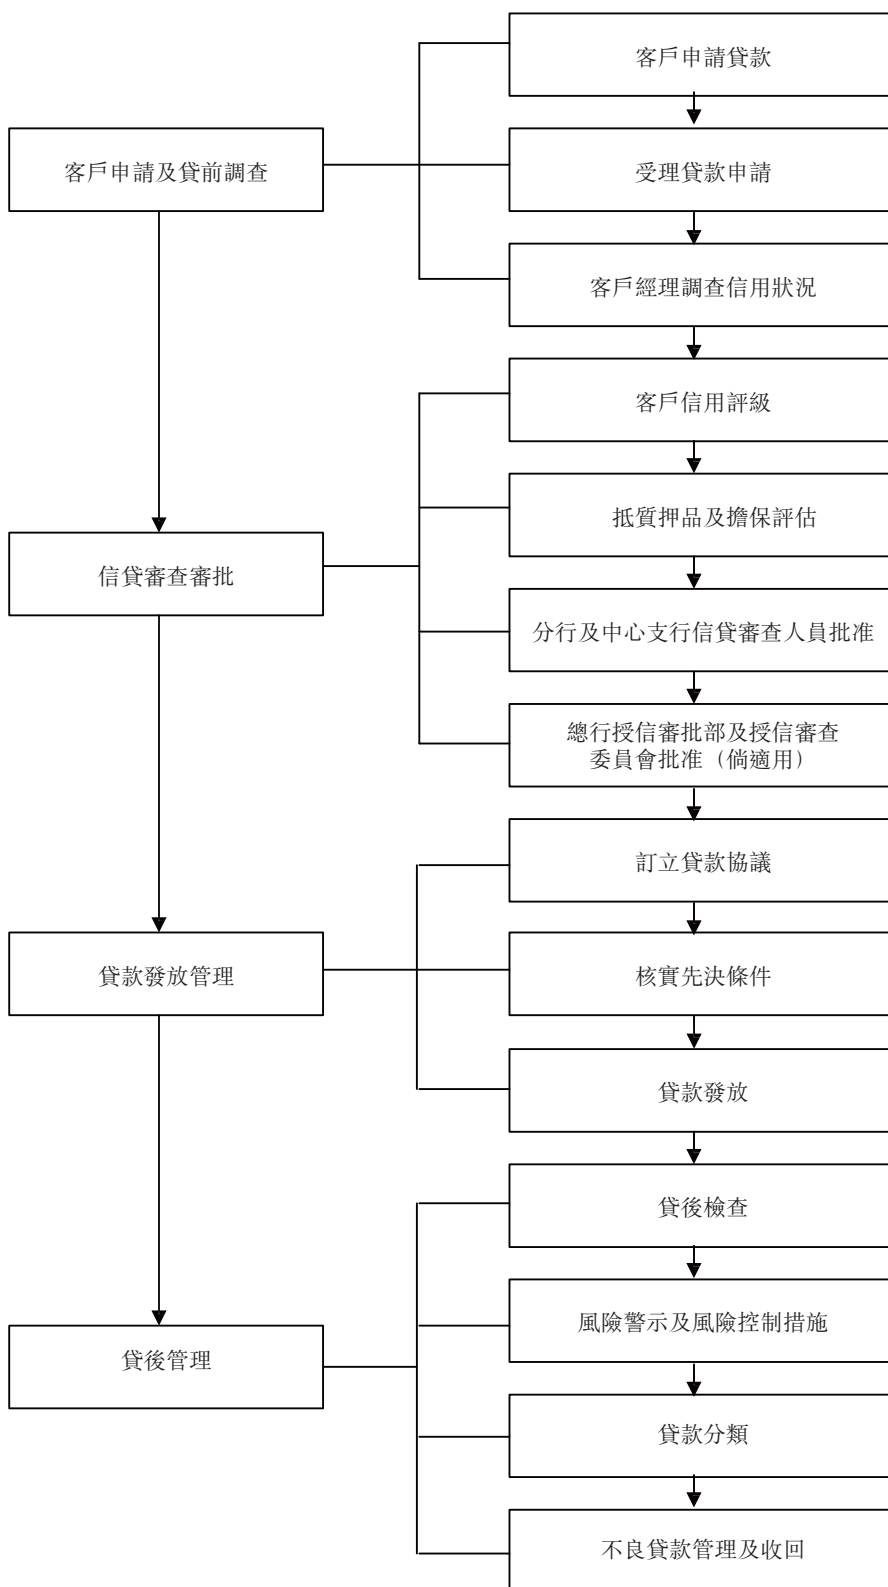 客戶申請及貸前調查
客戶申請貸款
受理貸款申請
客戶經理調查信用狀況
信貸審查審批
客戶信用評級
抵質押品及擔保評估
分行及中心支行信貸審查人員批准
總行授信審批部及授信審查
委員會批准（倘適用）
貸款發放管理
訂立貸款協議
核實先決條件
貸款發放
貸後管理
貸後檢查
風險警示及風險控制措施
貸款分類
不良貸款管理及收回